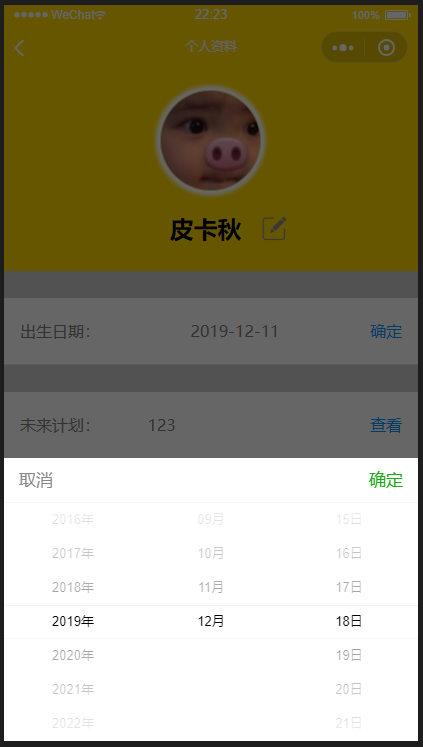 WeChat 22:23 100%
个人资料
皮卡秋
出生日期: 2019-12-11 确定
未来计划: 123 查看
取消 确定
2016年 09月 15日
2017年 10月 16日
2018年 11月 17日
2019年 12月 18日
2020年 19日
2021年 20日
2022年 21日